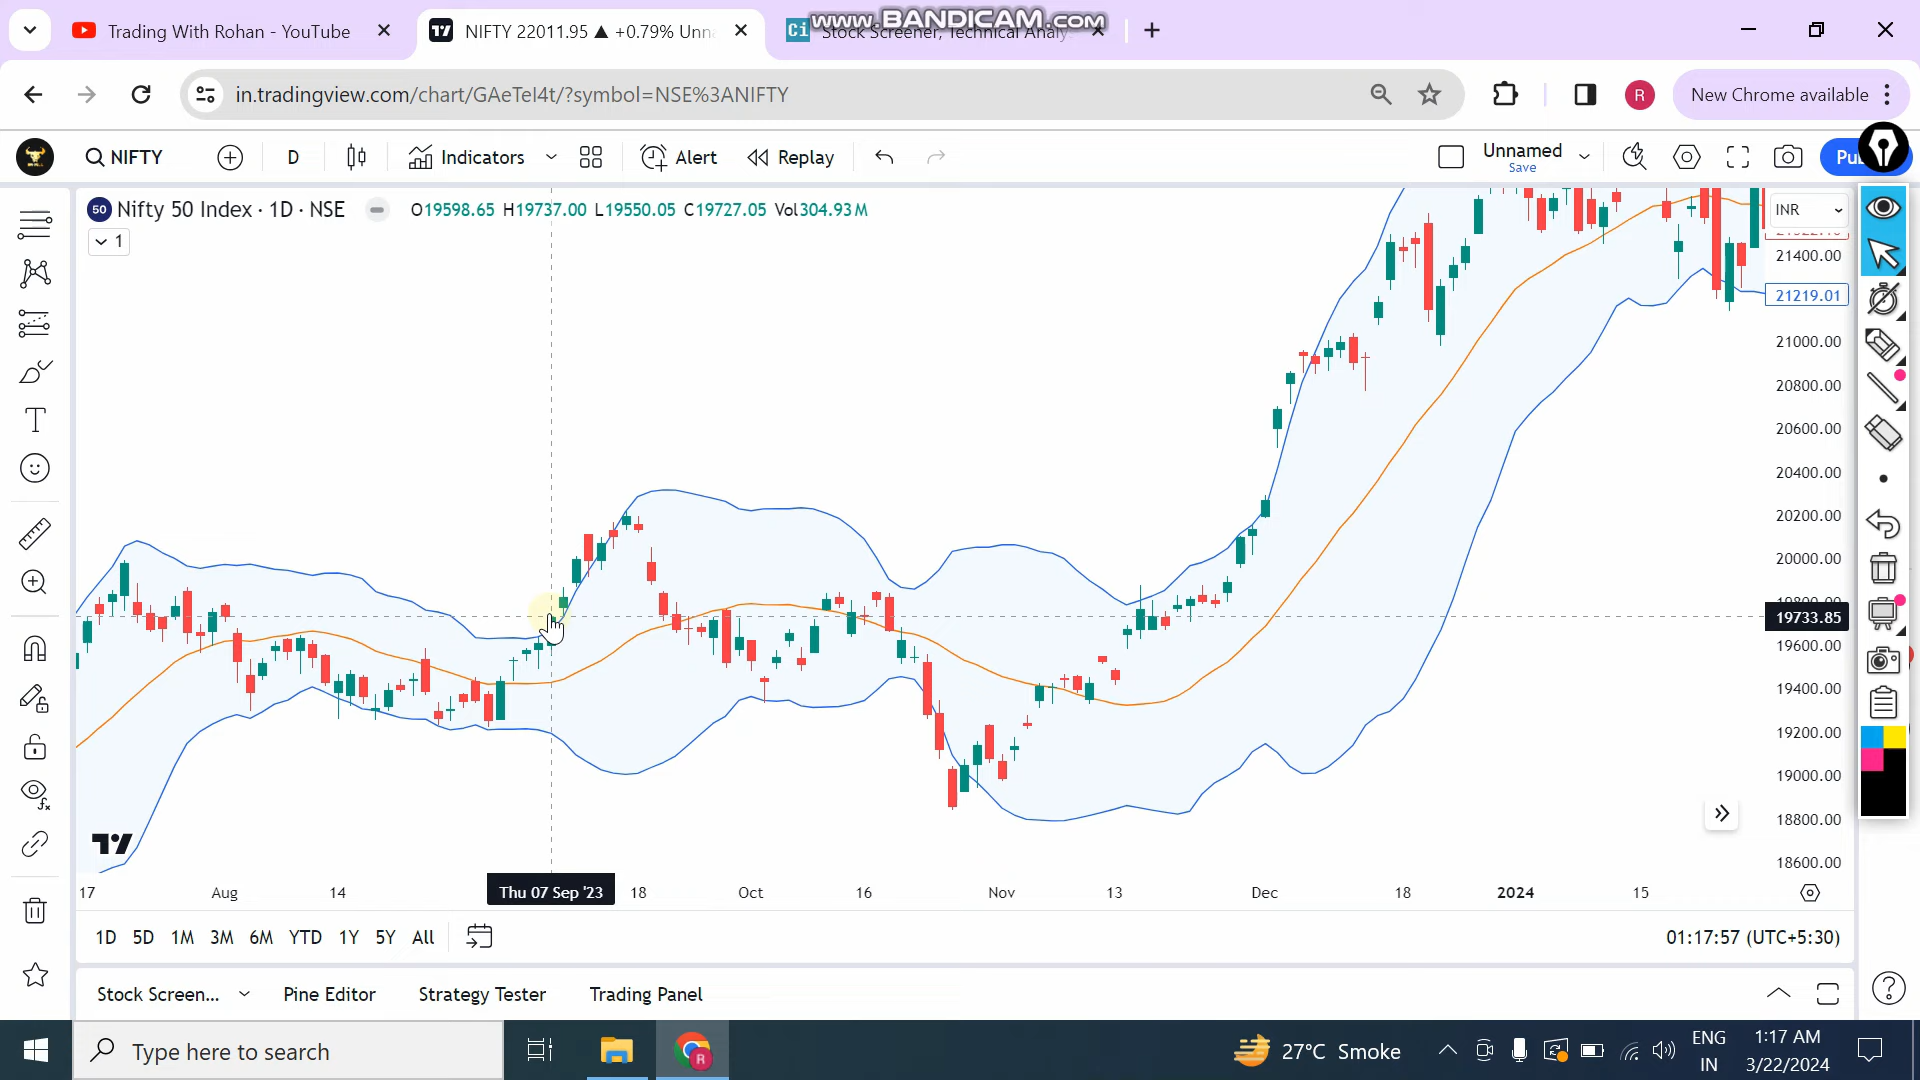 www.BANDICAM.com
Trading With Rohan - YouTube
NIFTY 22011.95 ▲ +0.79% Unna
Ci Stock Screener, Technical Analy
in.tradingview.com/chart/GAeTeI4t/?symbol=NSE%3ANIFTY
R
New Chrome available
NIFTY
D
Indicators
Alert
Replay
Unnamed
Save
Pu
50 Nifty 50 Index · 1D · NSE
O19598.65 H19737.00 L19550.05 C19727.05 Vol304.93M
1
INR
21400.00
21219.01
21000.00
20800.00
20600.00
20400.00
20200.00
20000.00
19733.85
19600.00
19400.00
19200.00
19000.00
18800.00
18600.00
17 Aug 14 Thu 07 Sep '23 18 Oct 16 Nov 13 Dec 18 2024 15
1D 5D 1M 3M 6M YTD 1Y 5Y All
01:17:57 (UTC+5:30)
Stock Screen... Pine Editor Strategy Tester Trading Panel
Type here to search
R
27°C Smoke
ENG
IN
1:17 AM
3/22/2024